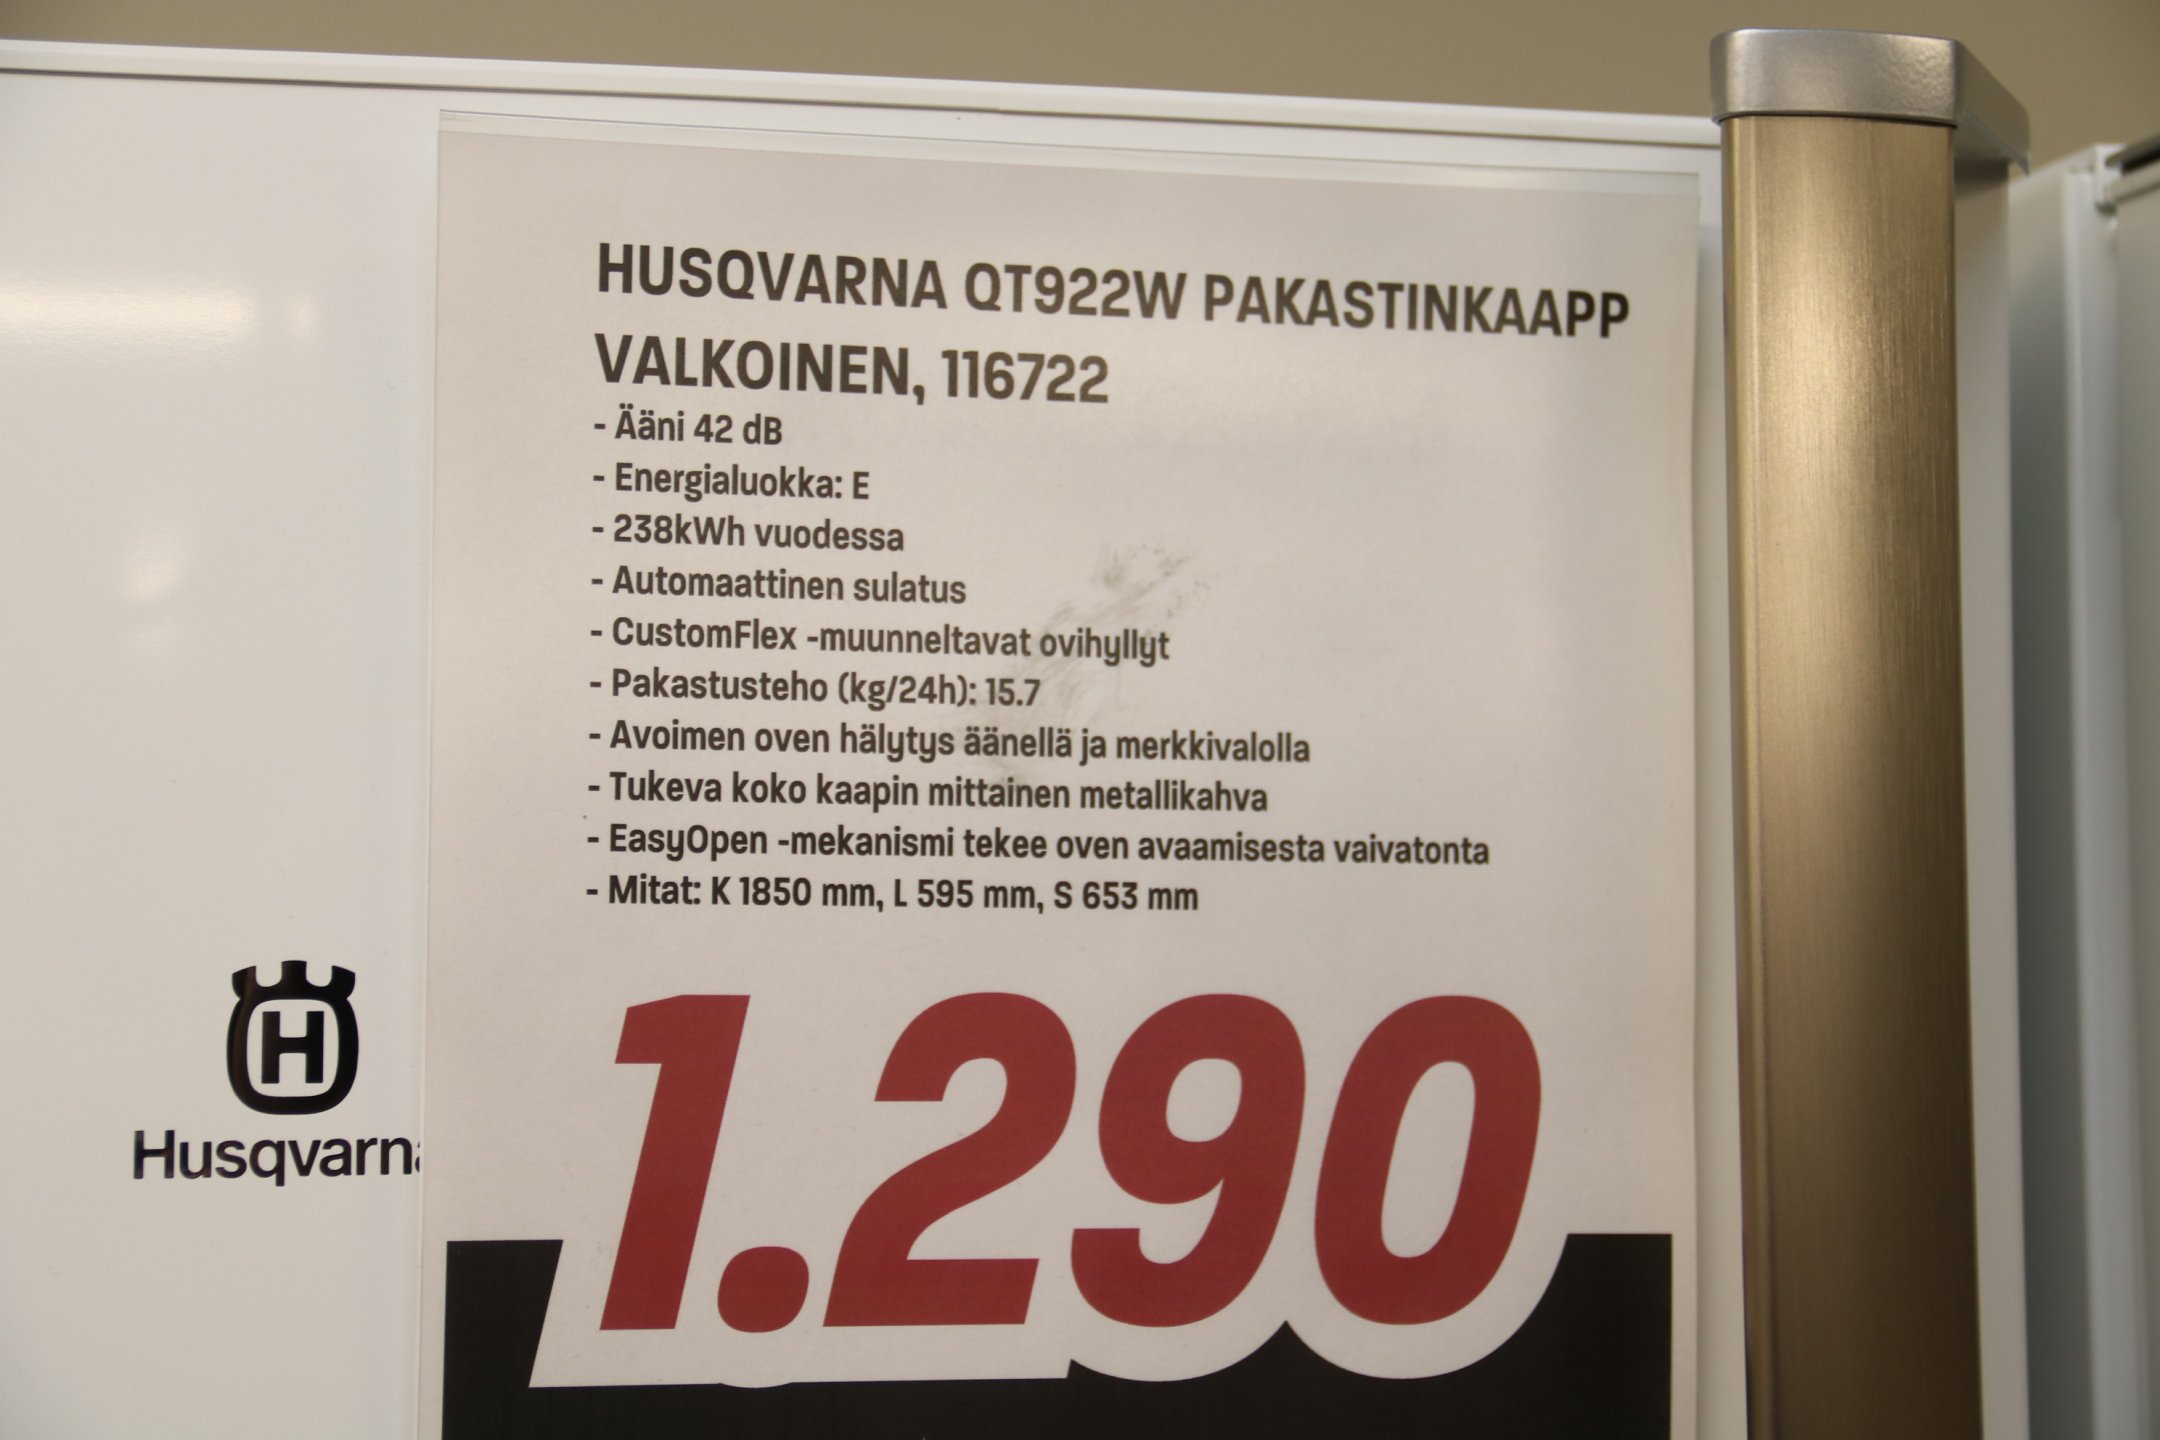 HUSQVARNA QT922W PAKASTINKAAPP
VALKOINEN, 116722
- Ääni 42 dB
- Energialuokka: E
- 238kWh vuodessa
- Automaattinen sulatus
- CustomFlex -muunneltavat ovihyllyt
- Pakastusteho (kg/24h): 15.7
- Avoimen oven hälytys äänellä ja merkkivalolla
- Tukeva koko kaapin mittainen metallikahva
- EasyOpen -mekanismi tekee oven avaamisesta vaivatonta
- Mitat: K 1850 mm, L 595 mm, S 653 mm
1.290
H
Husqvarna